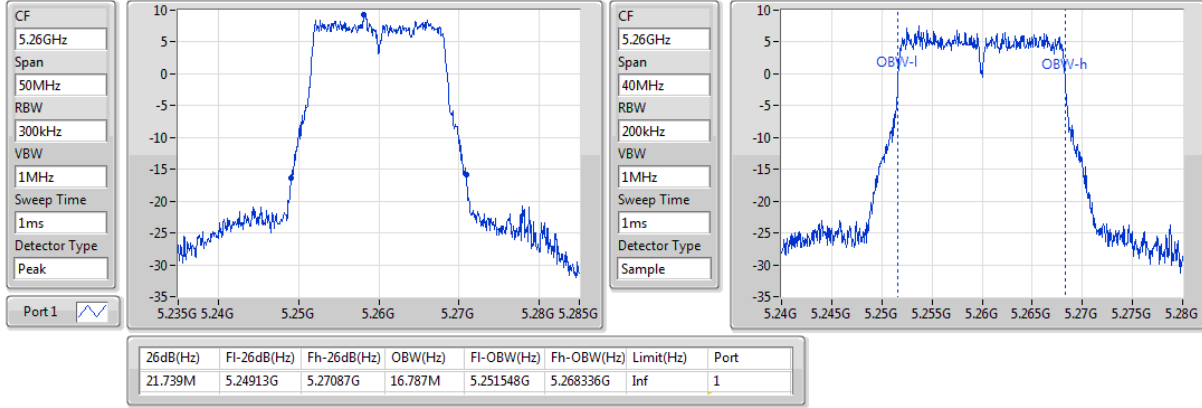 CF
5.26GHz
Span
50MHz
RBW
300kHz
VBW
1MHz
Sweep Time
1ms
Detector Type
Peak
Port 1
10
5
0
-5
-10
-15
-20
-25
-30
-35
5.235G 5.24G 5.25G 5.26G 5.27G 5.28G 5.285G
CF
5.26GHz
Span
40MHz
RBW
200kHz
VBW
1MHz
Sweep Time
1ms
Detector Type
Sample
10
5
0
-5
-10
-15
-20
-25
-30
-35
OBW-l OBW-h
5.24G 5.245G 5.25G 5.255G 5.26G 5.265G 5.27G 5.275G 5.28G
26dB(Hz) Fl-26dB(Hz) Fh-26dB(Hz) OBW(Hz) Fl-OBW(Hz) Fh-OBW(Hz) Limit(Hz) Port
21.739M 5.24913G 5.27087G 16.787M 5.251548G 5.268336G Inf 1